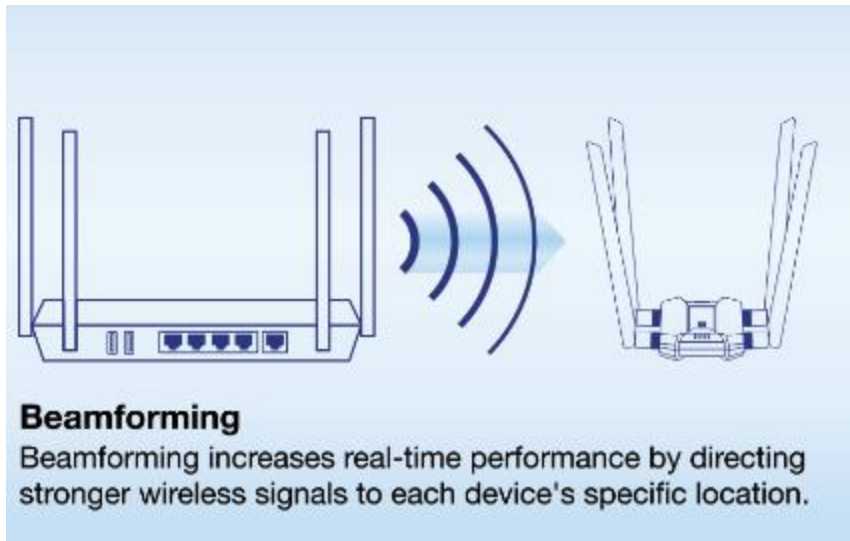 Beamforming
Beamforming increases real-time performance by directing
stronger wireless signals to each device's specific location.